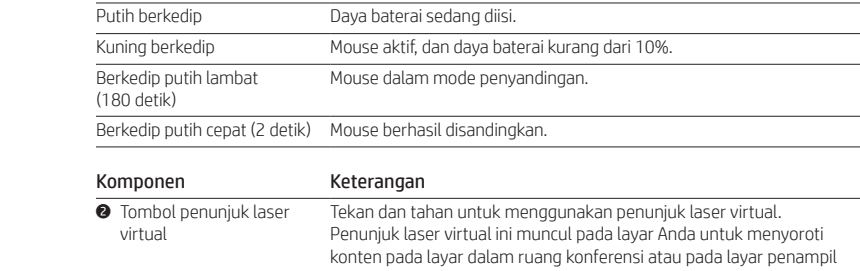 Putih berkedip Daya baterai sedang diisi.
Kuning berkedip Mouse aktif, dan daya baterai kurang dari 10%.
Berkedip putih lambat Mouse dalam mode penyandingan.
(180 detik)
Berkedip putih cepat (2 detik) Mouse berhasil disandingkan.
Komponen Keterangan
❷ Tombol penunjuk laser Tekan dan tahan untuk menggunakan penunjuk laser virtual.
virtual Penunjuk laser virtual ini muncul pada layar Anda untuk menyoroti
konten pada layar dalam ruang konferensi atau pada layar penampil